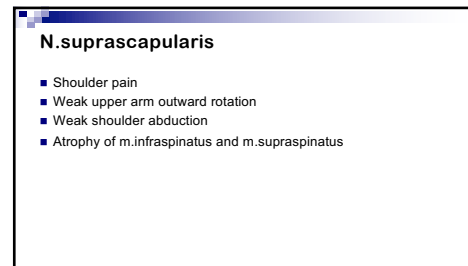 N.suprascapularis
Shoulder pain
Weak upper arm outward rotation
Weak shoulder abduction
Atrophy of m.infraspinatus and m.supraspinatus